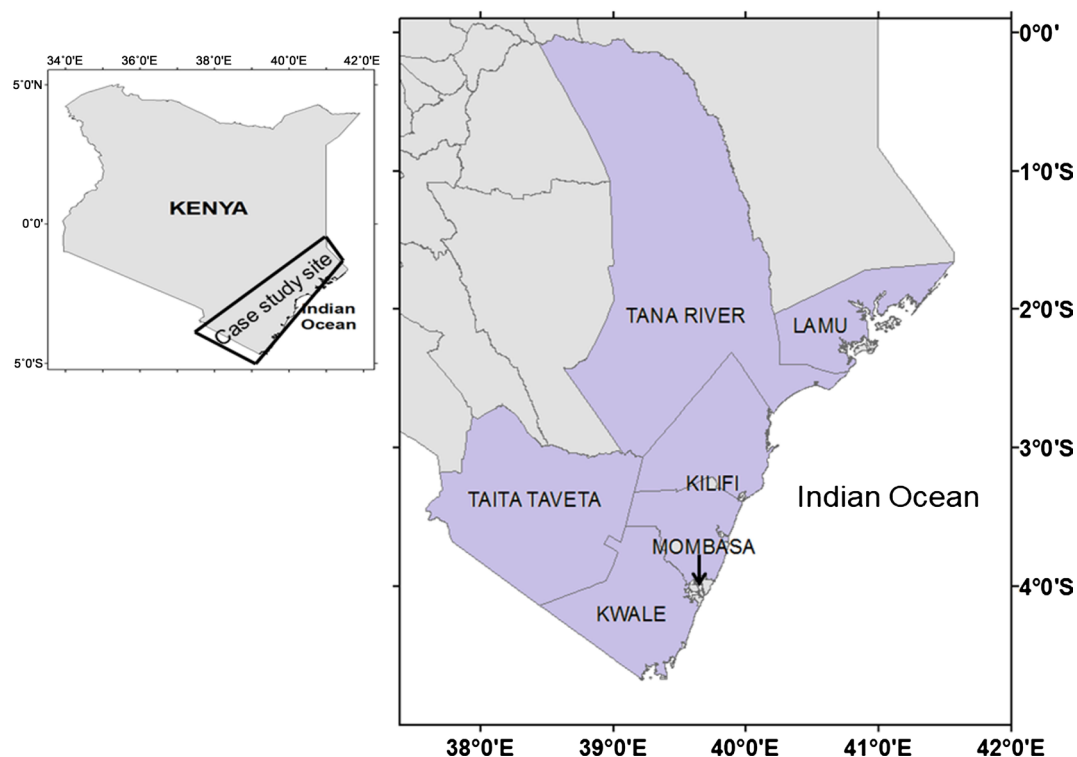 34°0'E 36°0'E 38°0'E 40°0'E 42°0'E
5°0'N
KENYA
0°0'
Case study site
Indian
Ocean
5°0'S
0°0'
1°0'S
TANA RIVER
LAMU
2°0'S
3°0'S
KILIFI
TAITA TAVETA
Indian Ocean
MOMBASA
4°0'S
KWALE
38°0'E 39°0'E 40°0'E 41°0'E 42°0'E